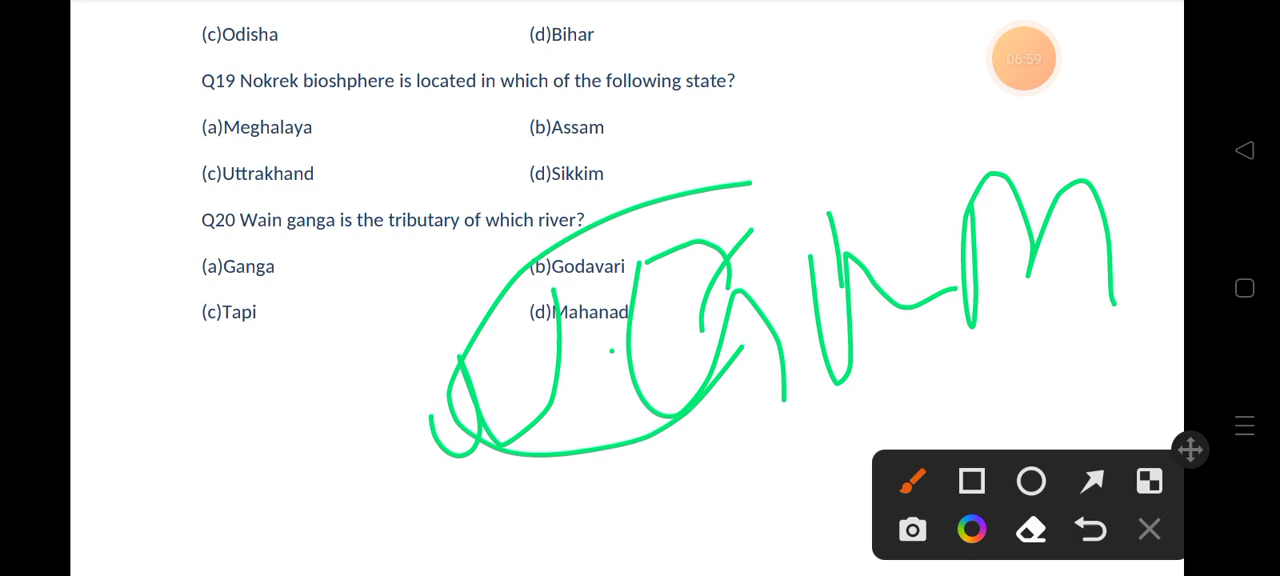 (c)Odisha (d)Bihar
06:59
Q19 Nokrek bioshphere is located in which of the following state?
(a)Meghalaya (b)Assam
(c)Uttrakhand (d)Sikkim
Q20 Wain ganga is the tributary of which river?
(a)Ganga (b)Godavari
(c)Tapi (d)Mahanad